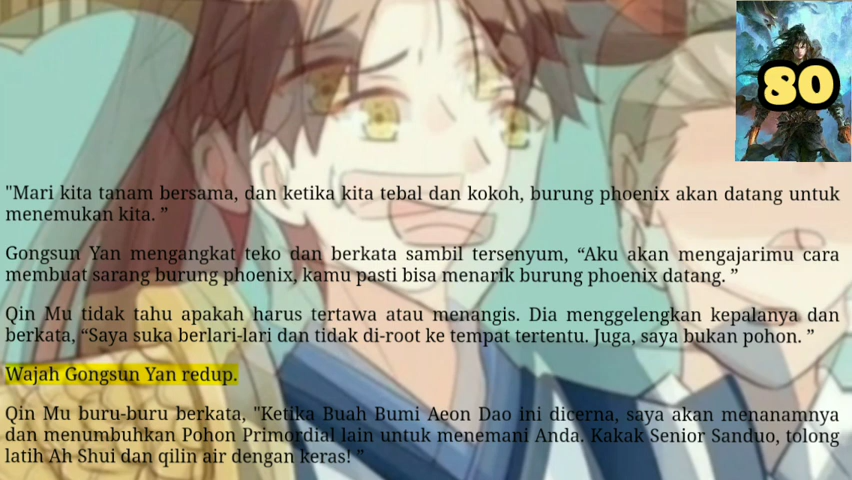 80
"Mari kita tanam bersama, dan ketika kita tebal dan kokoh, burung phoenix akan datang untuk
menemukan kita. ”
Gongsun Yan mengangkat teko dan berkata sambil tersenyum, “Aku akan mengajarimu cara
membuat sarang burung phoenix, kamu pasti bisa menarik burung phoenix datang. ”
Qin Mu tidak tahu apakah harus tertawa atau menangis. Dia menggelengkan kepalanya dan
berkata, “Saya suka berlari-lari dan tidak di-root ke tempat tertentu. Juga, saya bukan pohon. ”
Wajah Gongsun Yan redup.
Qin Mu buru-buru berkata, "Ketika Buah Bumi Aeon Dao ini dicerna, saya akan menanamnya
dan menumbuhkan Pohon Primordial lain untuk menemani Anda. Kakak Senior Sanduo, tolong
latih Ah Shui dan qilin air dengan keras! ”